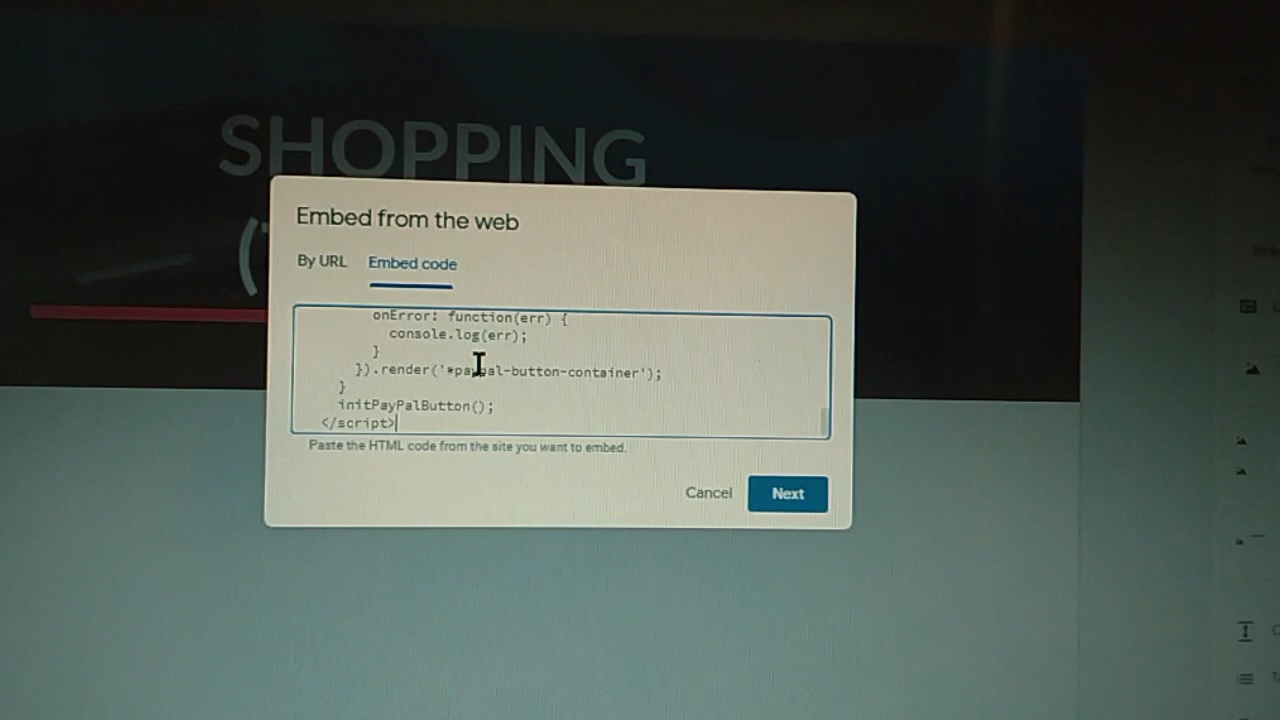 SHOPPING
(
Embed from the web
By URL Embed code
onError: function(err) {
console.log(err);
}
}).render('#paypal-button-container');
}
initPayPalButton();
</script>
Paste the HTML code from the site you want to embed.
Cancel Next